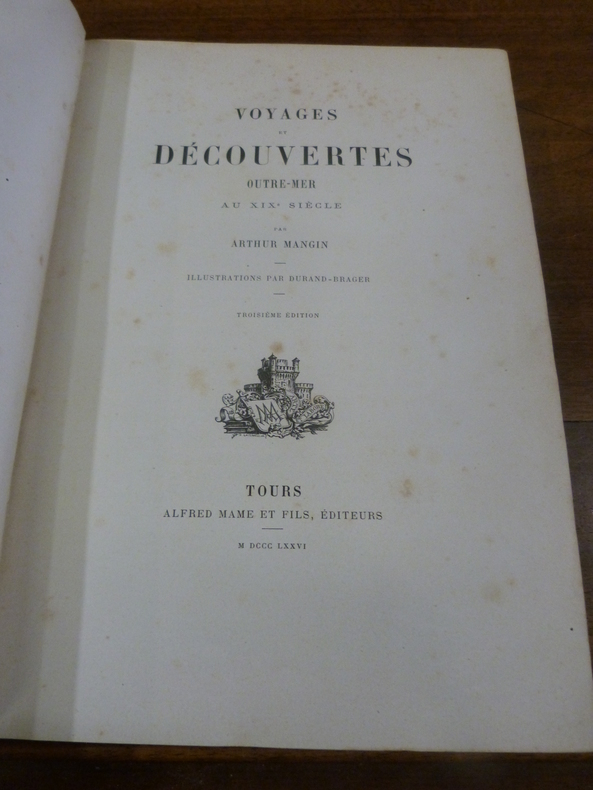 VOYAGES
ET
DÉCOUVERTES
OUTRE-MER
AU XIXe SIÈCLE
PAR
ARTHUR MANGIN
ILLUSTRATIONS PAR DURAND-BRAGER
TROISIÈME ÉDITION
TOURS
ALFRED MAME ET FILS, ÉDITEURS
M DCCC LXXVI